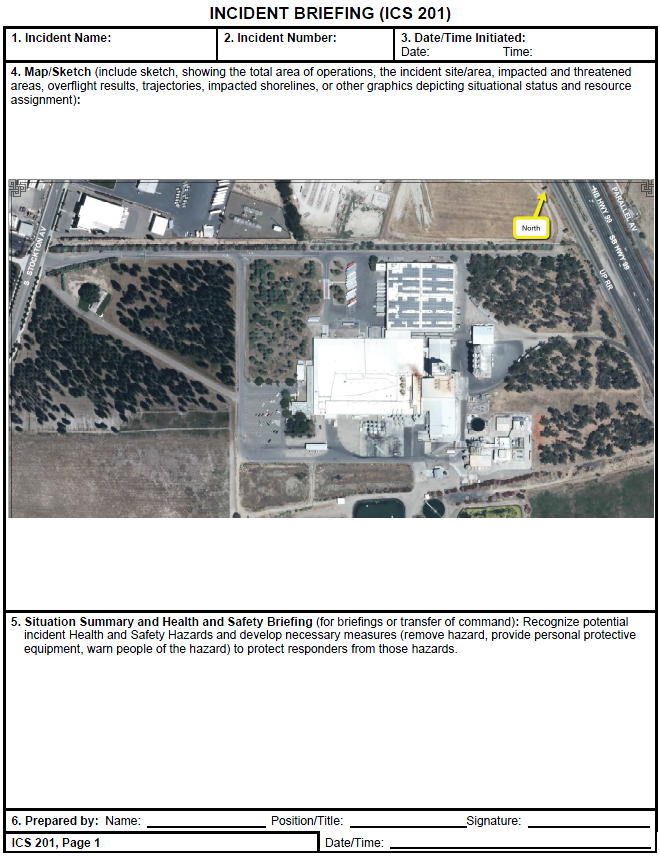 INCIDENT BRIEFING (ICS 201)
1. Incident Name:
2. Incident Number:
3. Date/Time Initiated:
Date: Time:
4. Map/Sketch (include sketch, showing the total area of operations, the incident site/area, impacted and threatened
areas, overflight results, trajectories, impacted shorelines, or other graphics depicting situational status and resource
assignment):
S STOCKTON AV
North
NB HWY 99
PARALLEL AV
SB HWY 99
UP RR
5. Situation Summary and Health and Safety Briefing (for briefings or transfer of command): Recognize potential
incident Health and Safety Hazards and develop necessary measures (remove hazard, provide personal protective
equipment, warn people of the hazard) to protect responders from those hazards.
6. Prepared by: Name: Position/Title: Signature:
ICS 201, Page 1
Date/Time: